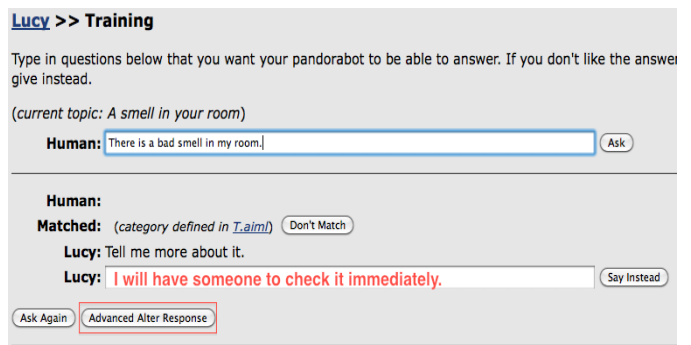 Lucy >> Training
Type in questions below that you want your pandorabot to be able to answer. If you don't like the answer
give instead.
(current topic: A smell in your room)
Human: There is a bad smell in my room. Ask
Human:
Matched: (category defined in T.aiml) Don't Match
Lucy: Tell me more about it.
Lucy: I will have someone to check it immediately. Say Instead
Ask Again Advanced Alter Response